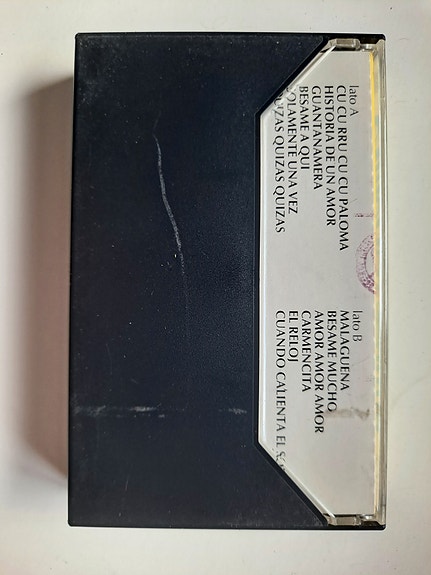 lato A
CU CU RRU CU CU PALOMA
HISTORIA DE UN AMOR
GUANTANAMERA
BESAME A QUI
SOLAMENTE UNA VEZ
QUIZAS QUIZAS QUIZAS
lato B
MALAGUENA
BESAME MUCHO
AMOR AMOR AMOR
CARMENCITA
EL RELOJ
CUANDO CALIENTA EL